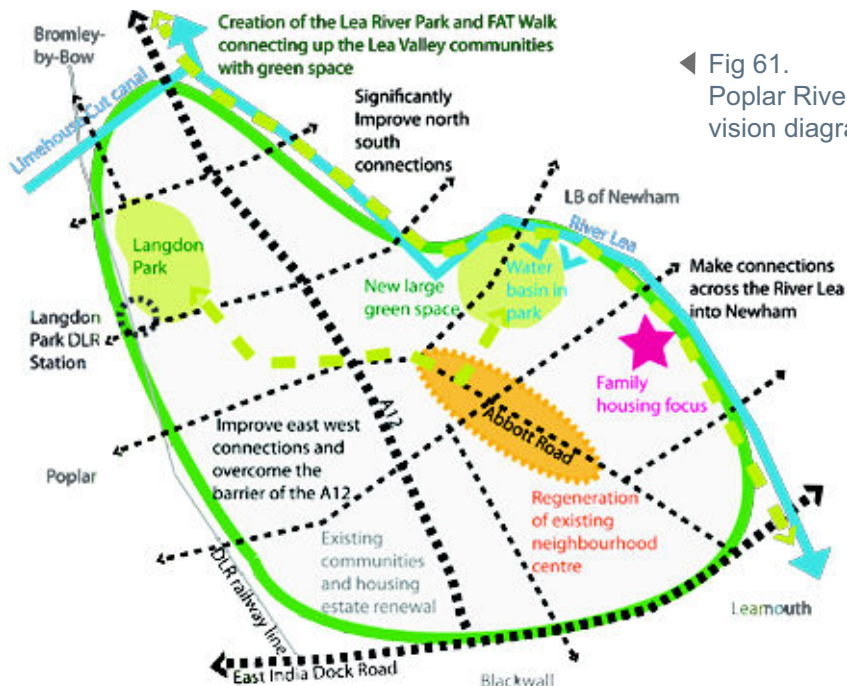 Creation of the Lea River Park and FAT Walk
connecting up the Lea Valley communities
with green space
Bromley-
by-Bow
Fig 61.
Poplar
vision
Limehouse Cut canal
Significantly
Improve north
south
connections
LB of Newham
River Lea
Langdon
Park
New large
green space
Water
basin in
park
Make connections
across the River Lea
into Newham
Langdon
Park DLR
Station
Family
housing focus
A12
Abbott Road
Improve east west
connections and
overcome the
barrier of the A12
Poplar
Regeneration
of existing
neighbourhood
centre
Existing
communities
and housing
estate renewal
DLR railway line
Leamouth
East India Dock Road
Blackwall